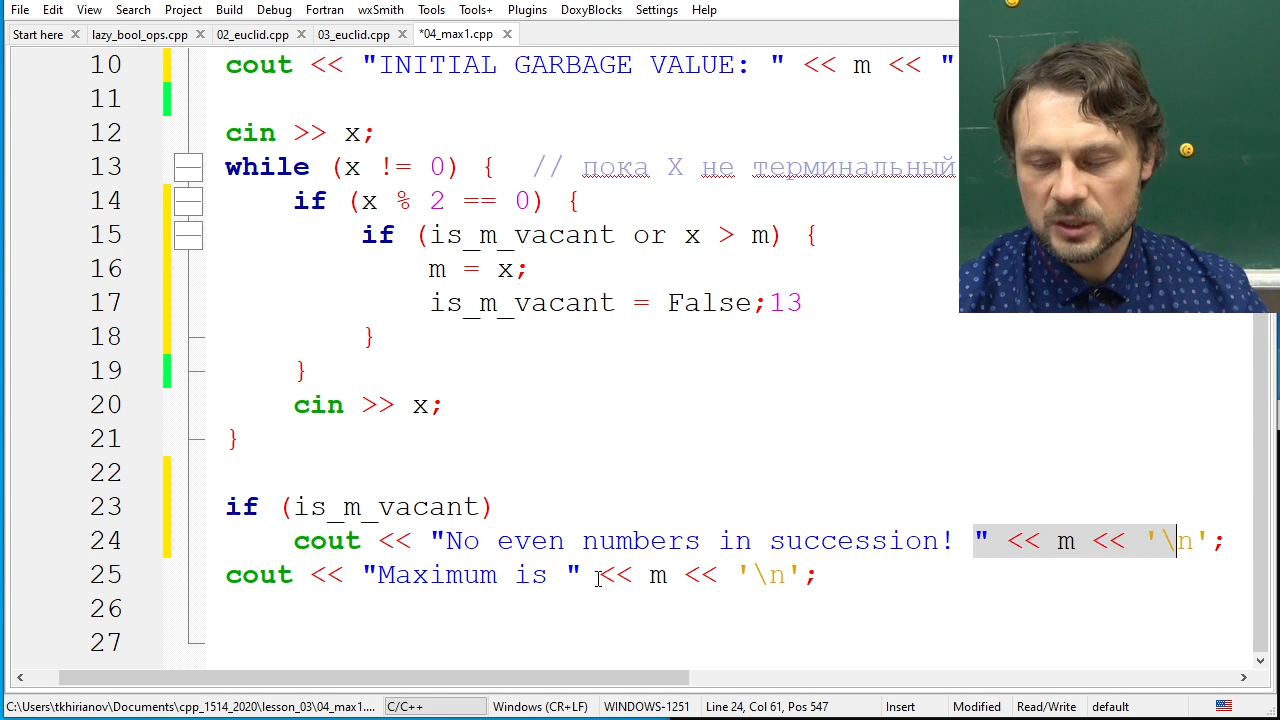 File Edit View Search Project Build Debug Fortran wxSmith Tools Tools+ Plugins DoxyBlocks Settings Help
Start here lazy_bool_ops.cpp 02_euclid.cpp 03_euclid.cpp *04_max1.cpp
10 cout << "INITIAL GARBAGE VALUE: " << m << "
11
12 cin >> x;
13 while (x != 0) { // пока X не терминальный
14 if (x % 2 == 0) {
15 if (is_m_vacant or x > m) {
16 m = x;
17 is_m_vacant = False;13
18 }
19 }
20 cin >> x;
21 }
22
23 if (is_m_vacant)
24 cout << "No even numbers in succession! " << m << '\n';
25 cout << "Maximum is " << m << '\n';
26
27
C:\Users\tkhirianov\Documents\cpp_1514_2020\lesson_03\04_max1.... C/C++ Windows (CR+LF) WINDOWS-1251 Line 24, Col 61, Pos 547 Insert Modified Read/Write default